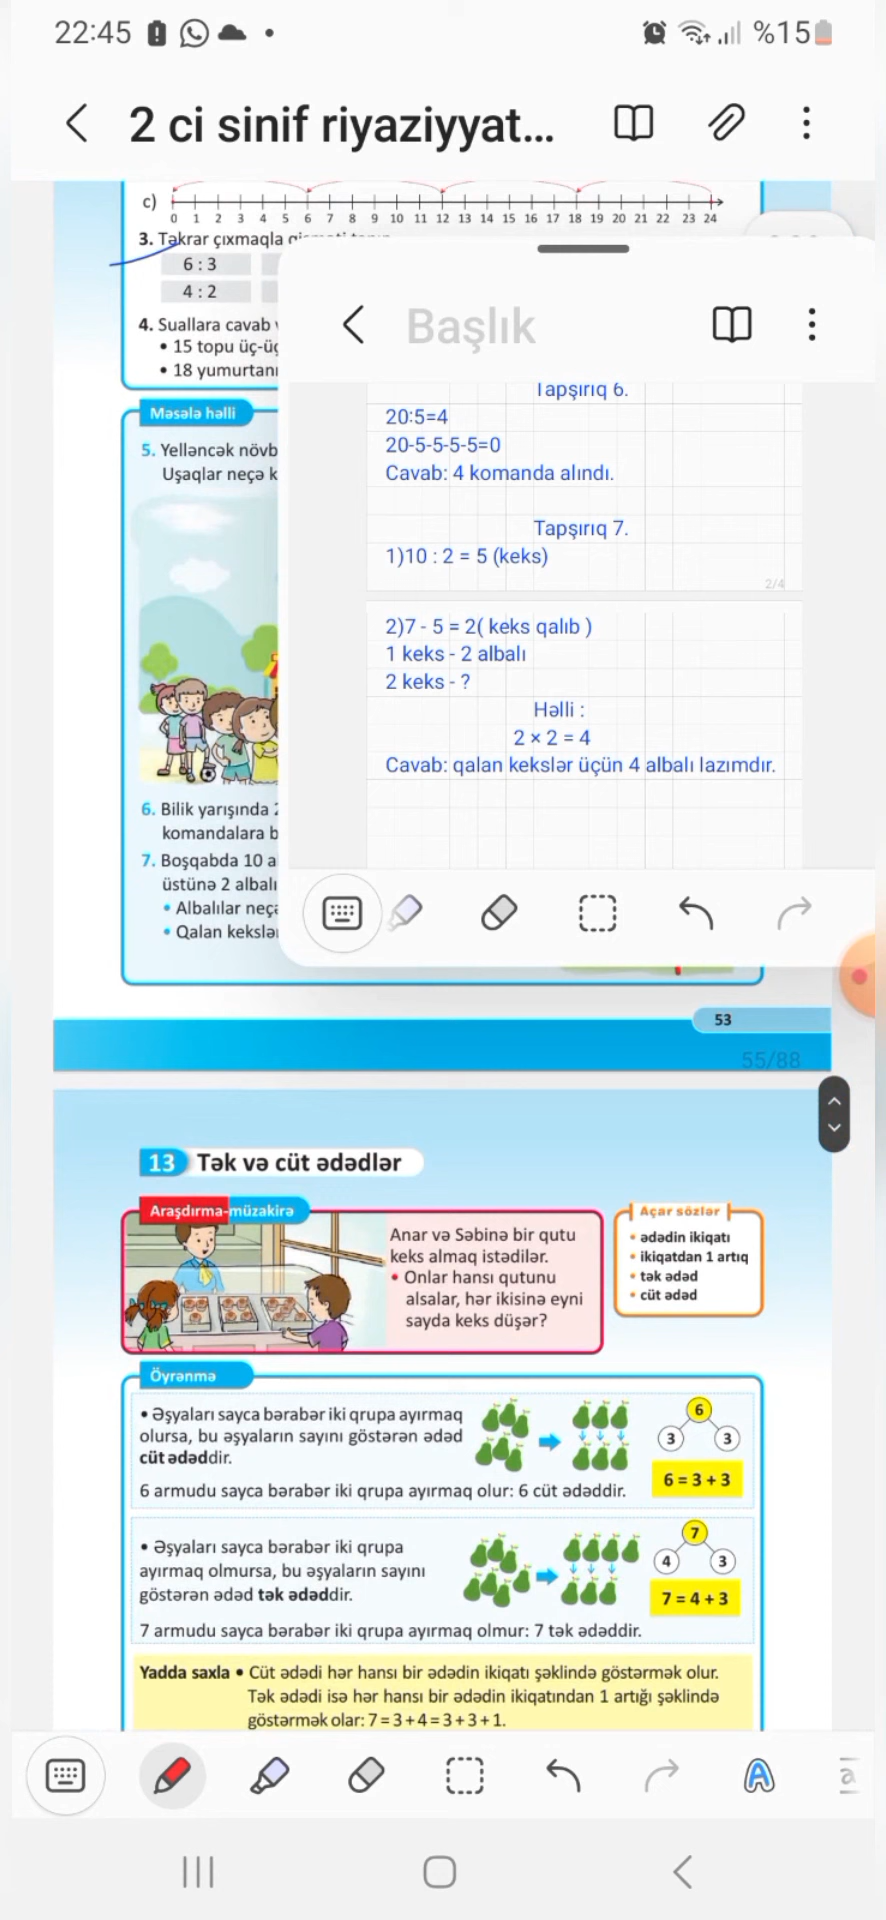 22:45
%15
2 ci sinif riyaziyyat...
c)
0 1 2 3 4 5 6 7 8 9 10 11 12 13 14 15 16 17 18 19 20 21 22 23 24
3. Təkrar çıxmaqla
6 : 3
4 : 2
4. Suallara cavab
• 15 topu üç-üç
• 18 yumurtanı
Məsələ həlli
5. Yelləncək növb
Uşaqlar neçə k
6. Bilik yarışında 2
komandalara b
7. Boşqabda 10 a
üstünə 2 albalı
• Albalılar neçə
• Qalan kekslə
Başlık
Tapşırıq 6.
20:5=4
20-5-5-5-5=0
Cavab: 4 komanda alındı.
Tapşırıq 7.
1)10 : 2 = 5 (keks)
2/4
2)7 - 5 = 2( keks qalıb )
1 keks - 2 albalı
2 keks - ?
Həlli :
2 × 2 = 4
Cavab: qalan kekslər üçün 4 albalı lazımdır.
53
55/88
13 Tək və cüt ədədlər
Araşdırma-müzakirə
Anar və Səbinə bir qutu
keks almaq istədilər.
• Onlar hansı qutunu
alsalar, hər ikisinə eyni
sayda keks düşər?
Açar sözlər
• ədədin ikiqatı
• ikiqatdan 1 artıq
• tək ədəd
• cüt ədəd
Öyrənmə
• Əşyaları sayca bərabər iki qrupa ayırmaq
olursa, bu əşyaların sayını göstərən ədəd
cüt ədəddir.
6
3 3
6 = 3 + 3
6 armudu sayca bərabər iki qrupa ayırmaq olur: 6 cüt ədəddir.
• Əşyaları sayca bərabər iki qrupa
ayırmaq olmursa, bu əşyaların sayını
göstərən ədəd tək ədəddir.
7
4 3
7 = 4 + 3
7 armudu sayca bərabər iki qrupa ayırmaq olmur: 7 tək ədəddir.
Yadda saxla • Cüt ədədi hər hansı bir ədədin ikiqatı şəklində göstərmək olur.
Tək ədədi isə hər hansı bir ədədin ikiqatından 1 artığı şəklində
göstərmək olar: 7 = 3 + 4 = 3 + 3 + 1.
A
a